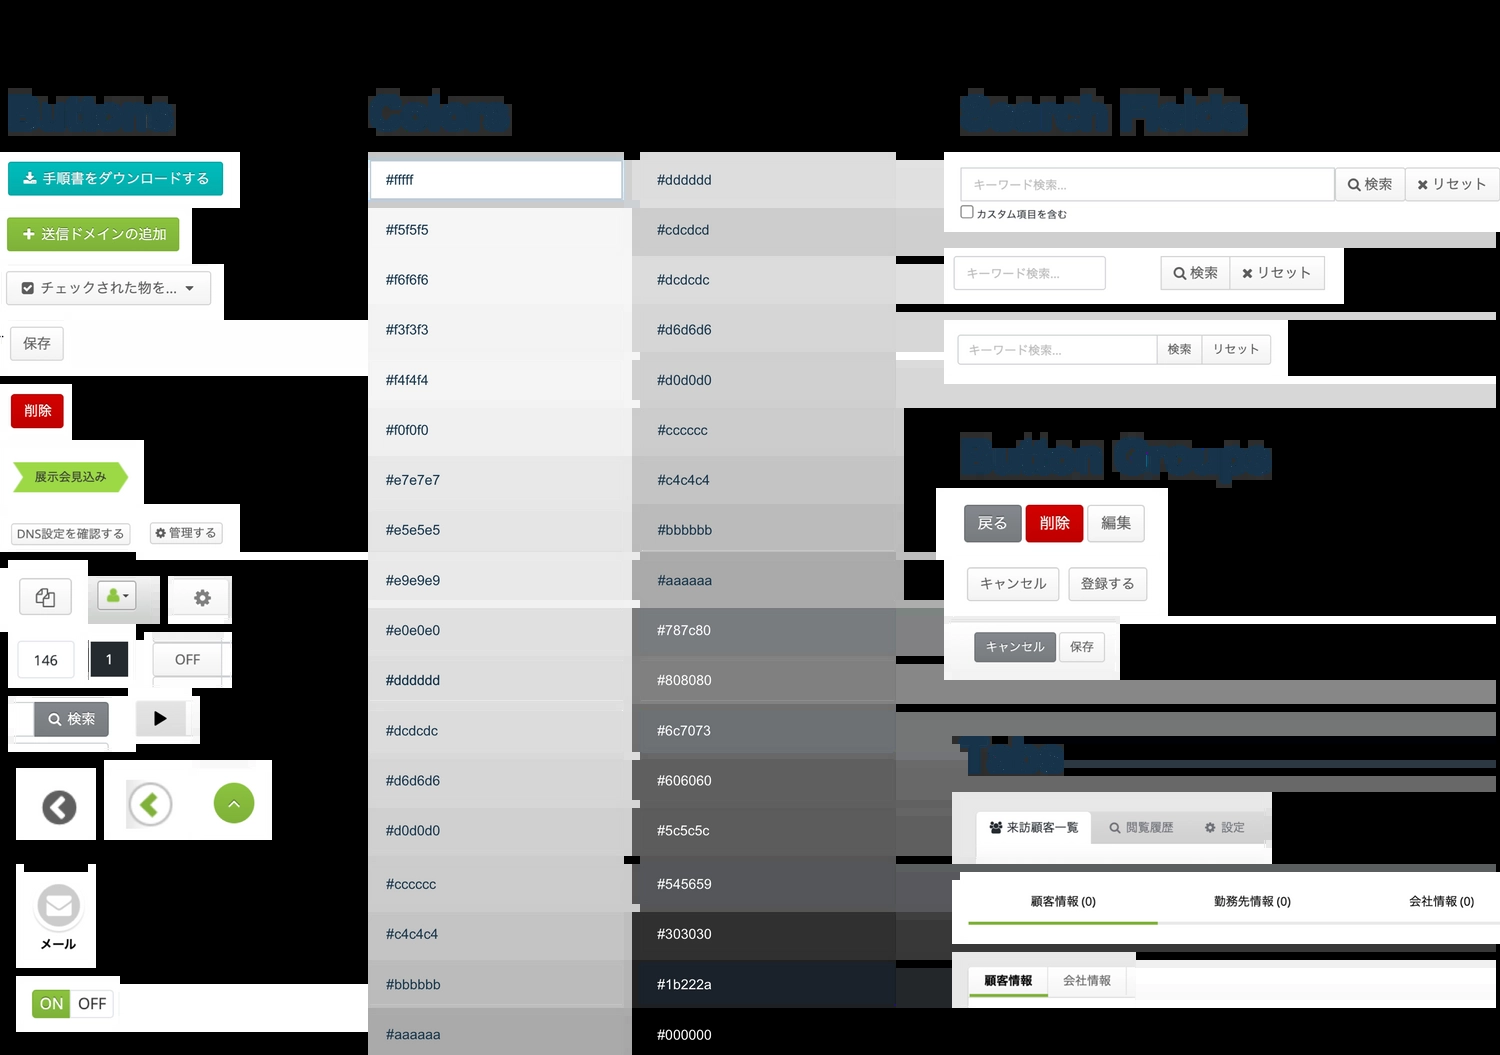 Buttons
手順書をダウンロードする
送信ドメインの追加
チェックされた物を...
保存
削除
展示会見込み
DNS設定を確認する
管理する
146
1
OFF
検索
メール
ON OFF
Colors
#fffff
#f5f5f5
#f6f6f6
#f3f3f3
#f4f4f4
#f0f0f0
#e7e7e7
#e5e5e5
#e9e9e9
#e0e0e0
#dddddd
#dcdcdc
#d6d6d6
#d0d0d0
#cccccc
#c4c4c4
#bbbbbb
#aaaaaa
#dddddd
#cdcdcd
#dcdcdc
#d6d6d6
#d0d0d0
#cccccc
#c4c4c4
#bbbbbb
#aaaaaa
#787c80
#808080
#6c7073
#606060
#5c5c5c
#545659
#303030
#1b222a
#000000
Search Fields
キーワード検索...
検索
リセット
カスタム項目を含む
キーワード検索...
検索
リセット
キーワード検索...
検索
リセット
Button Groups
戻る
削除
編集
キャンセル
登録する
キャンセル
保存
Tabs
来訪顧客一覧
閲覧履歴
設定
顧客情報 (0)
勤務先情報 (0)
会社情報 (0)
顧客情報
会社情報